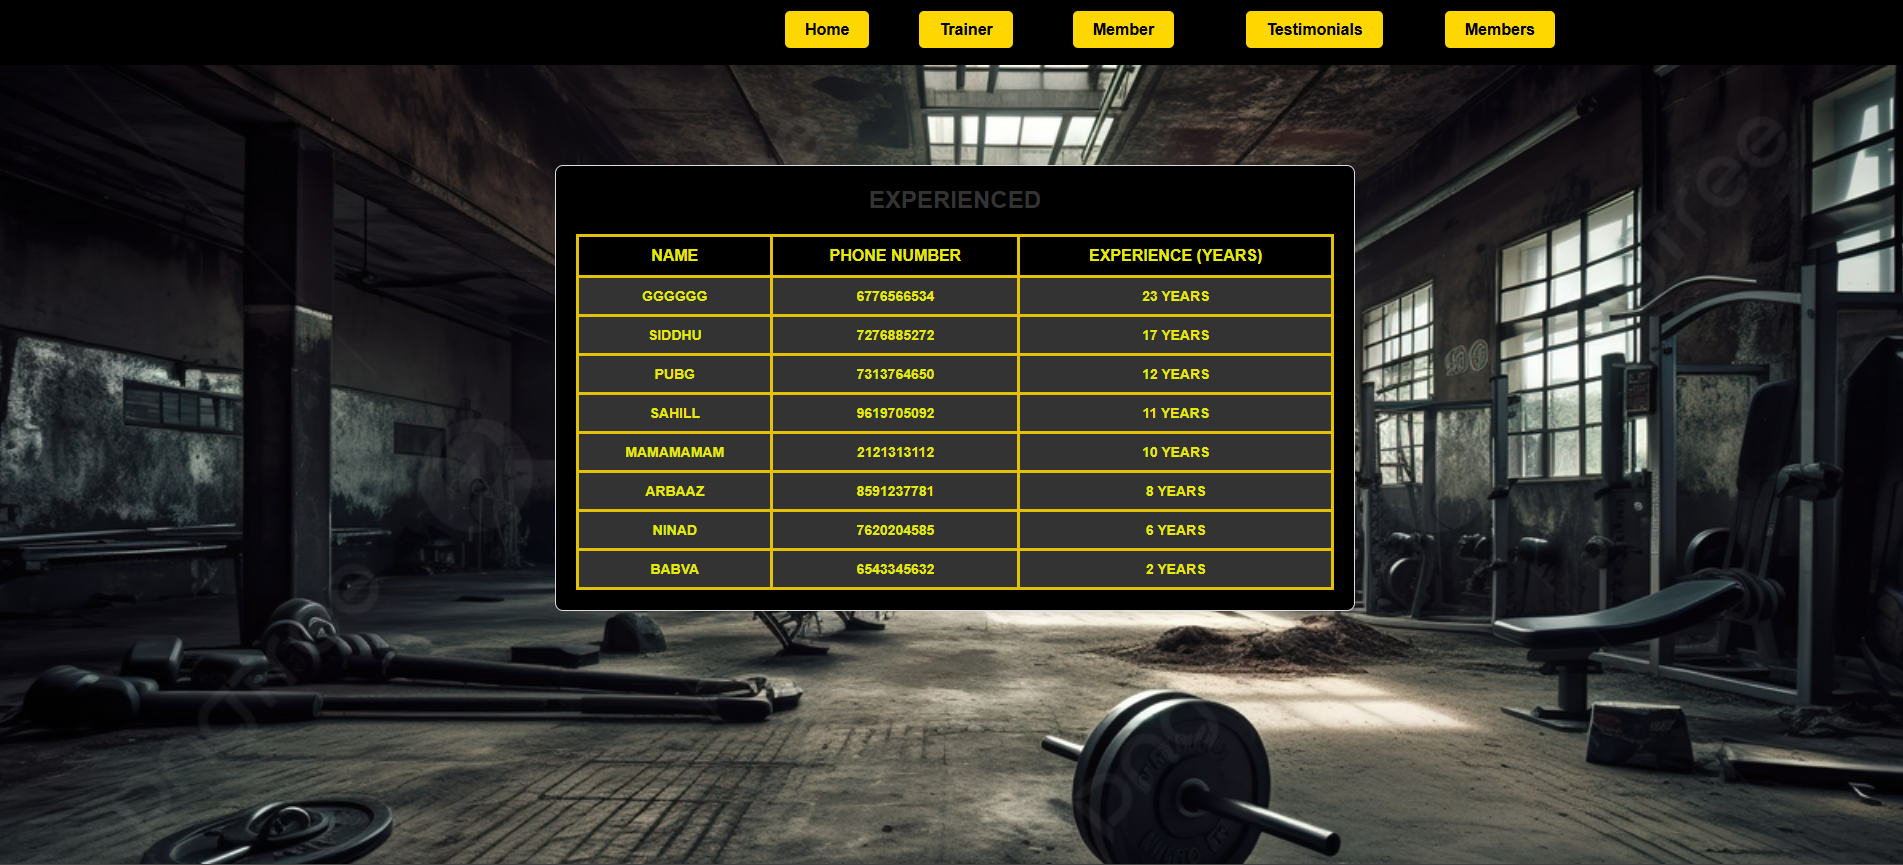 Home Trainer Member Testimonials Members
EXPERIENCED
NAME PHONE NUMBER EXPERIENCE (YEARS)
GGGGGG 6776566534 23 YEARS
SIDDHU 7276885272 17 YEARS
PUBG 7313764650 12 YEARS
SAHILL 9619705092 11 YEARS
MAMAMAMAM 2121313112 10 YEARS
ARBAAZ 8591237781 8 YEARS
NINAD 7620204585 6 YEARS
BABVA 6543345632 2 YEARS